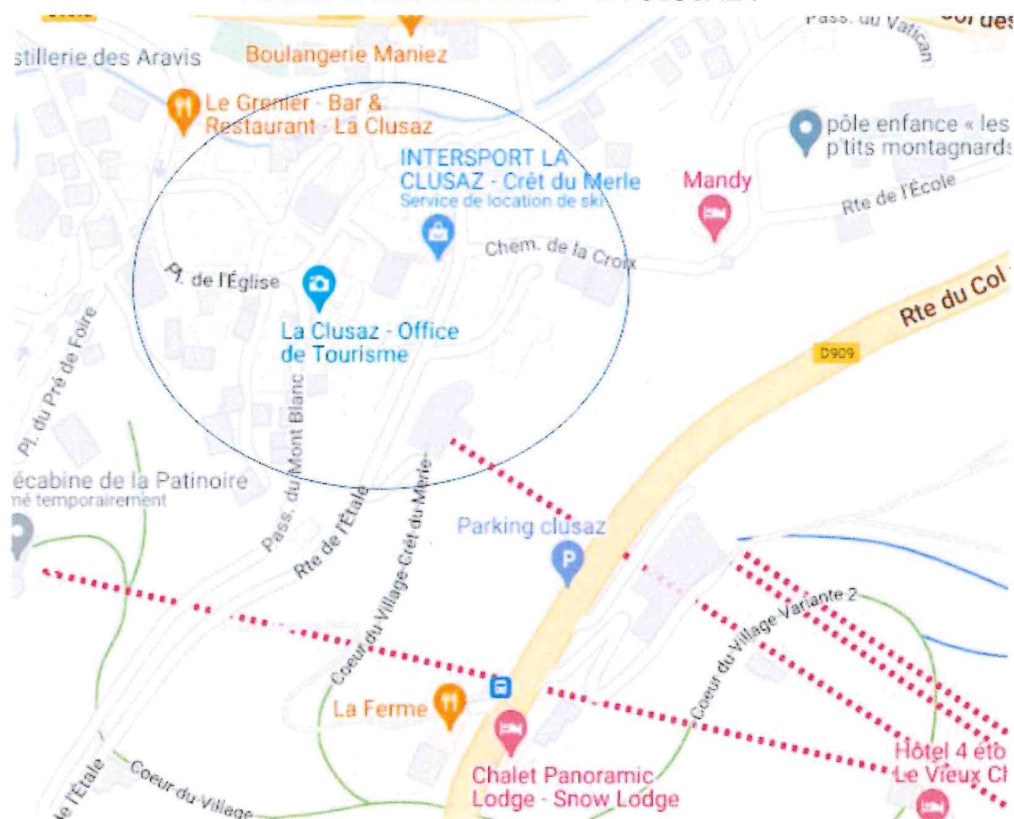 Boulangerie Maniez
Pass. du Vatican
stillerie des Aravis
Le Grenier - Bar &
Restaurant - La Clusaz
INTERSPORT LA
CLUSAZ - Crêt du Merle
Service de location de ski
Mandy
pôle enfance « les
p'tits montagnards
Rte de l'École
Chem. de la Croix
Pl. de l'Église
La Clusaz - Office
de Tourisme
Rte du Col
D909
Pl. du Pré de Foire
Pass. du Mont Blanc
Rte de l'Étale
Coeur du Village-Crêt du Merle-
écabine de la Patinoire
mé temporairement
Parking clusaz
P
Coeur du Village Variante 2
La Ferme
Chalet Panoramic
Lodge - Snow Lodge
Hôtel 4 éto
Le Vieux Ch
Coeur-du-Village
de l'Etale